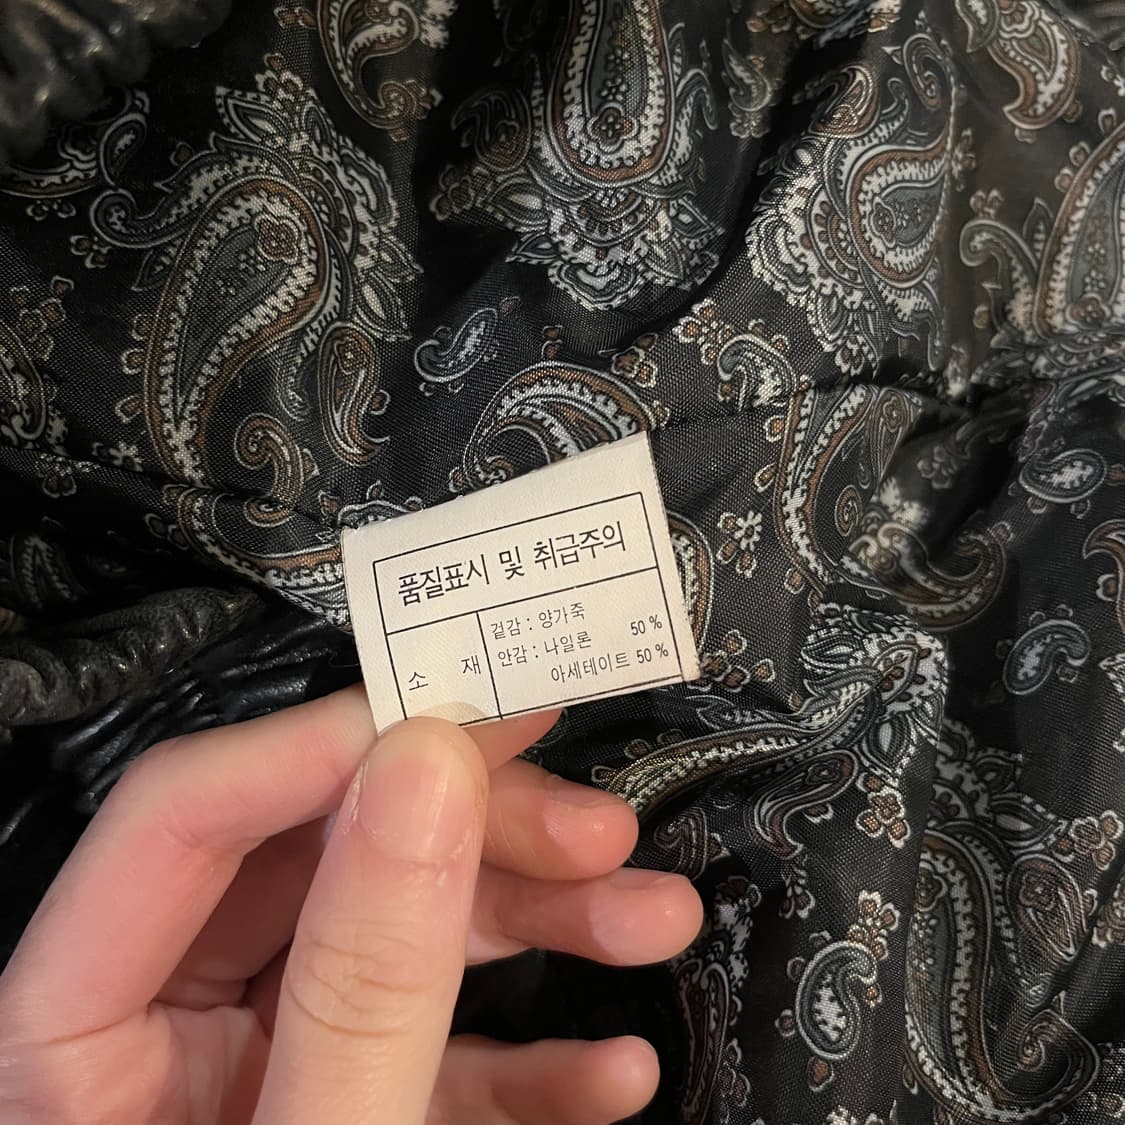 품질표시 및 취급주의
소 재
겉감 : 양가죽
안감 : 나일론 50 %
아세테이트 50 %